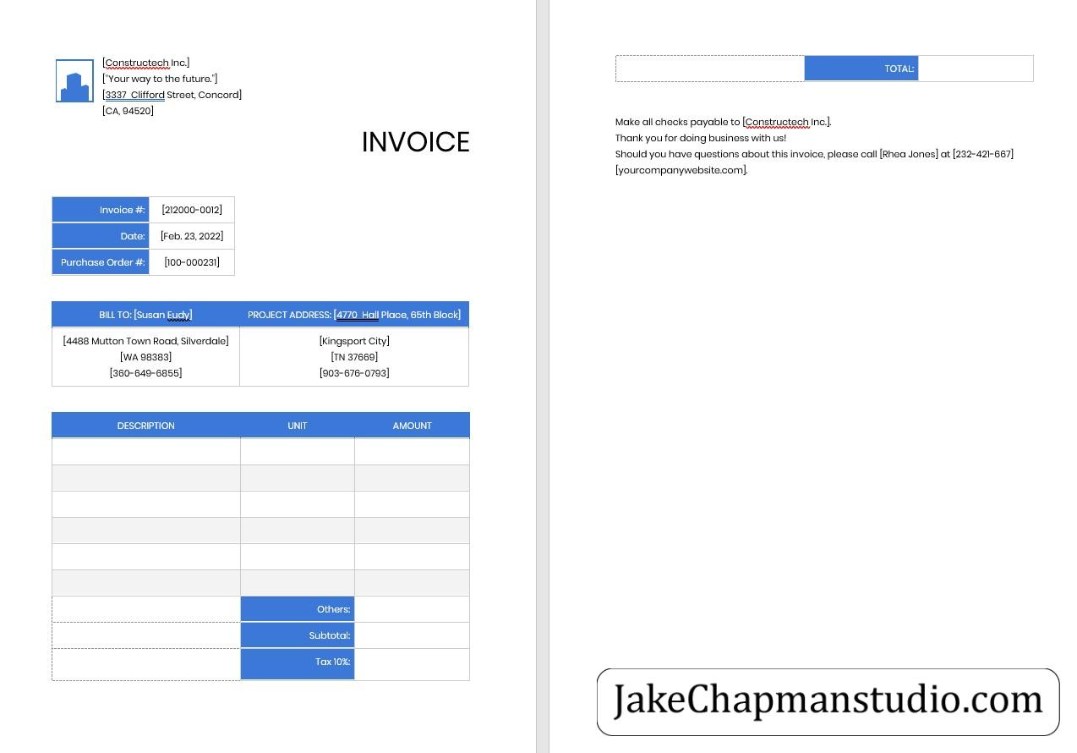 [Constructech Inc.]
["Your way to the future."]
[3337 Clifford Street, Concord]
[CA, 94520]
INVOICE
Invoice #: [212000-0012]
Date: [Feb. 23, 2022]
Purchase Order #: [100-000231]
BILL TO: [Susan Eudy] PROJECT ADDRESS: [4770 Hall Place, 65th Block]
[4488 Mutton Town Road, Silverdale] [Kingsport City]
[WA 98383] [TN 37669]
[360-649-6855] [903-676-0793]
DESCRIPTION UNIT AMOUNT
Others:
Subtotal:
Tax 10%:
TOTAL:
Make all checks payable to [Constructech Inc.].
Thank you for doing business with us!
Should you have questions about this invoice, please call [Rhea Jones] at [232-421-667]
[yourcompanywebsite.com].
JakeChapmanstudio.com